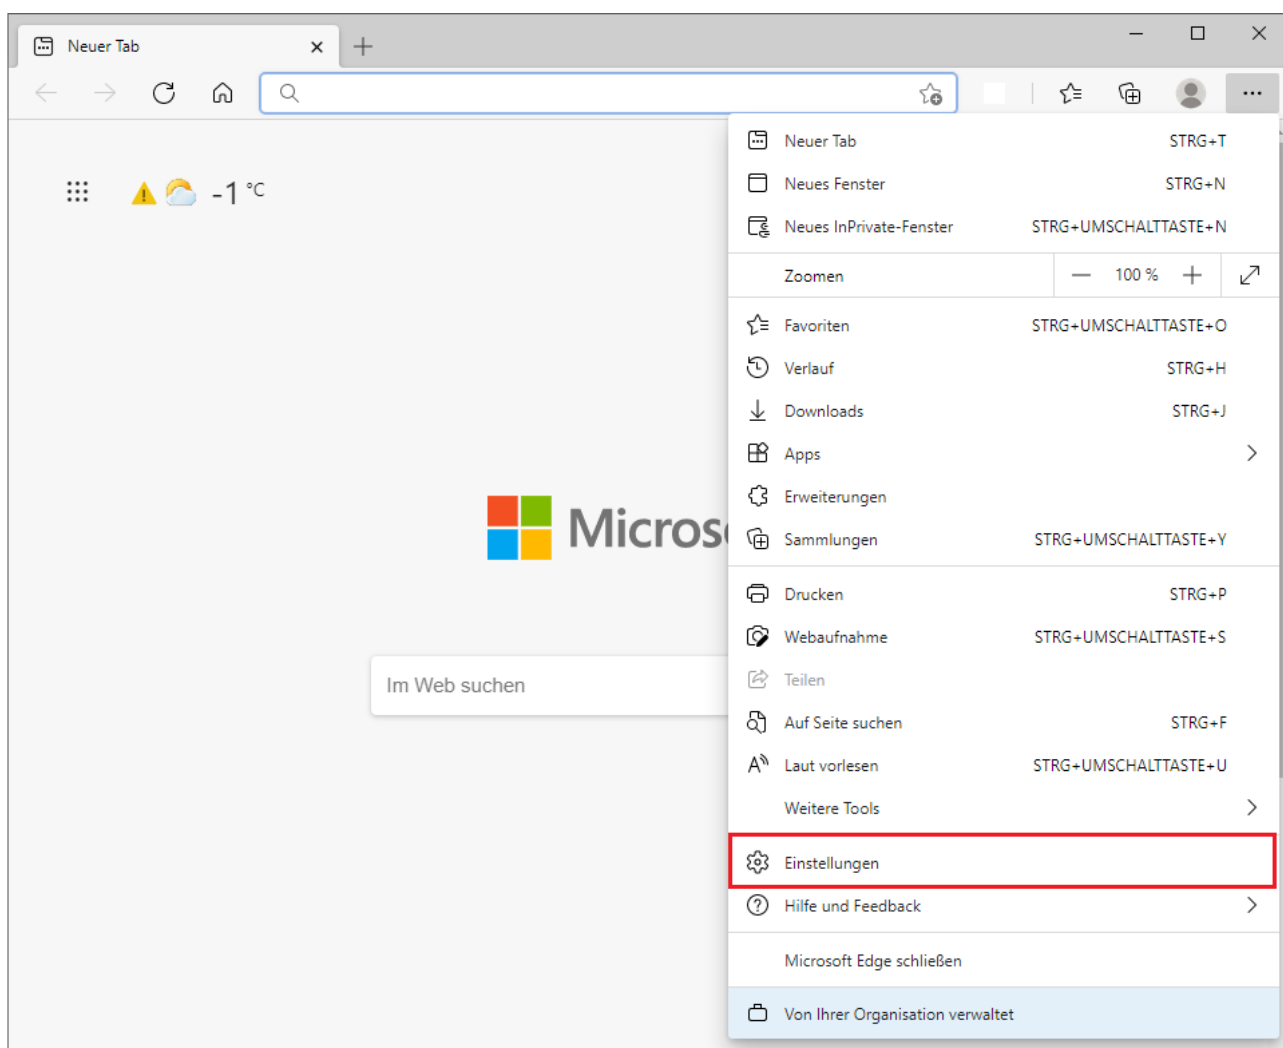 Neuer Tab
-1 °C
Neuer Tab STRG+T
Neues Fenster STRG+N
Neues InPrivate-Fenster STRG+UMSCHALTTASTE+N
Zoomen 100 %
Favoriten STRG+UMSCHALTTASTE+O
Verlauf STRG+H
Downloads STRG+J
Apps
Erweiterungen
Sammlungen STRG+UMSCHALTTASTE+Y
Drucken STRG+P
Webaufnahme STRG+UMSCHALTTASTE+S
Teilen
Auf Seite suchen STRG+F
Laut vorlesen STRG+UMSCHALTTASTE+U
Weitere Tools
Einstellungen
Hilfe und Feedback
Microsoft Edge schließen
Von Ihrer Organisation verwaltet
Micros
Im Web suchen